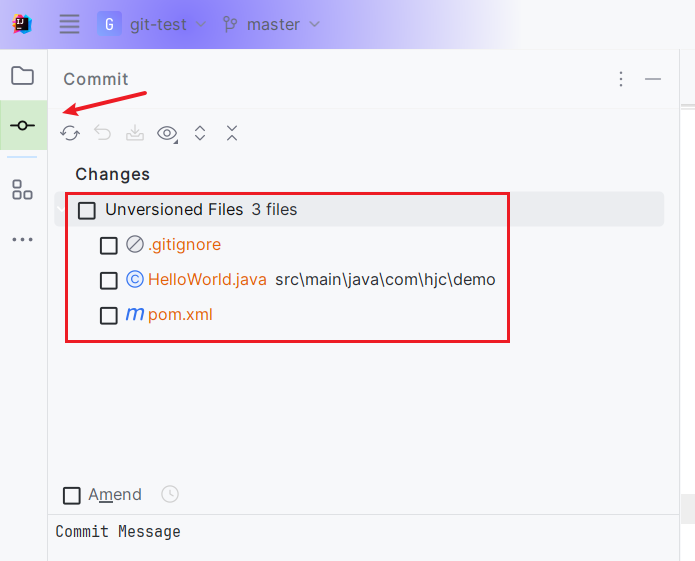 G git-test master
Commit
Changes
Unversioned Files 3 files
.gitignore
C HelloWorld.java src\main\java\com\hjc\demo
m pom.xml
Amend
Commit Message